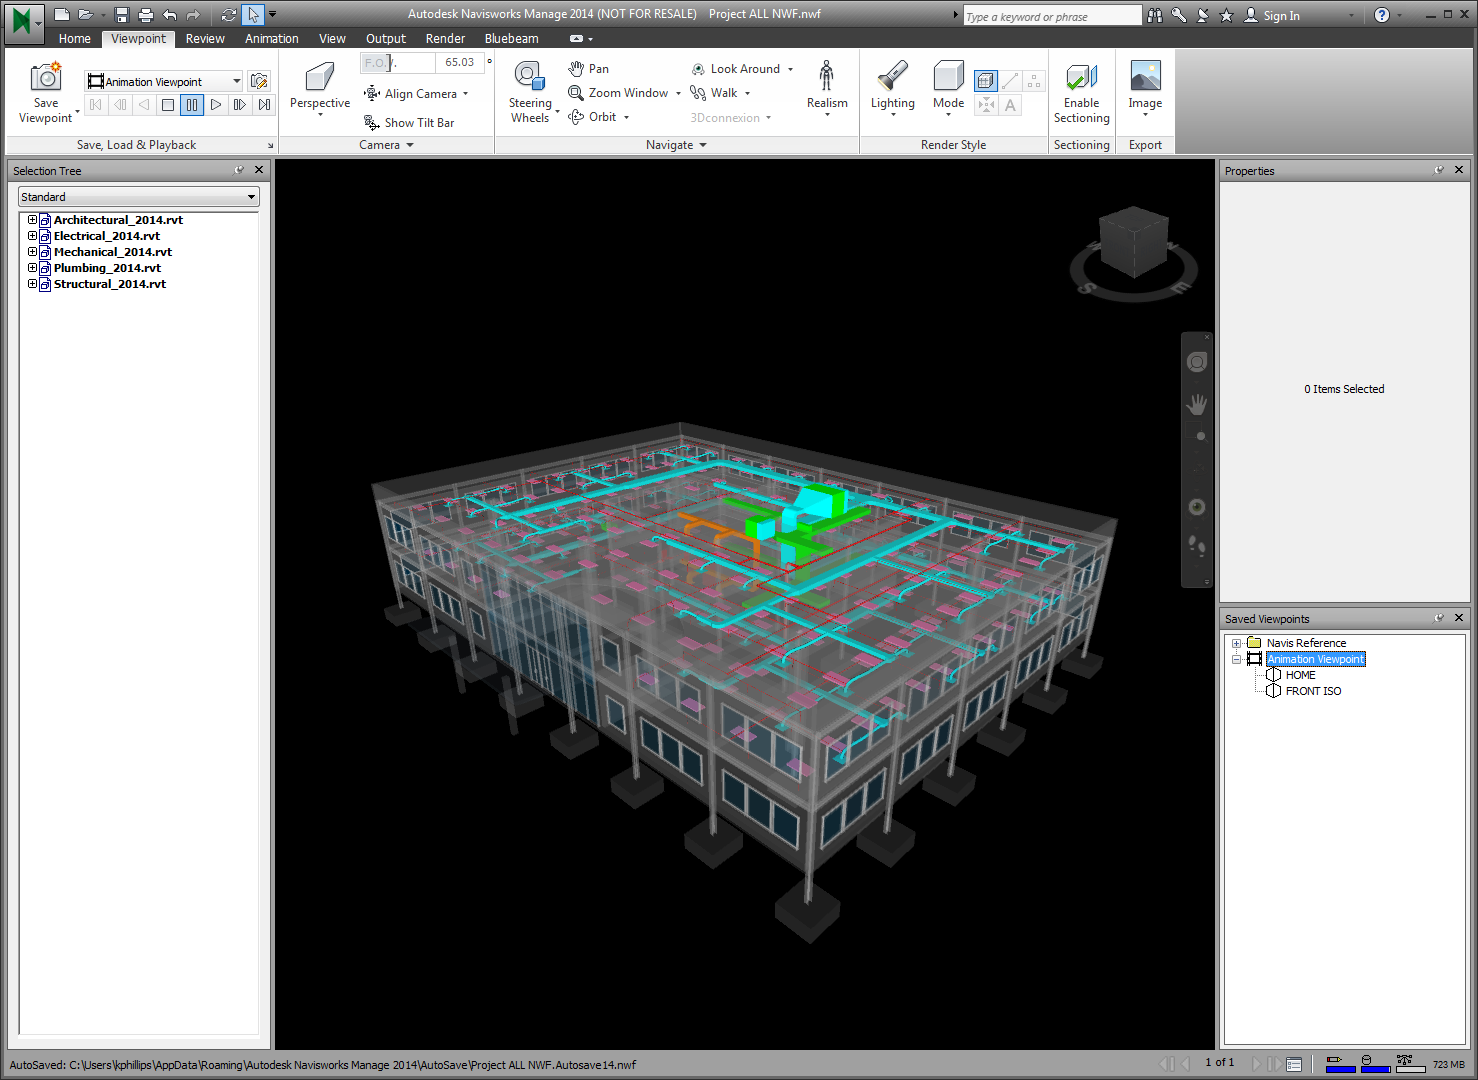 Autodesk Navisworks Manage 2014 (NOT FOR RESALE) Project ALL NWF.nwf
Type a keyword or phrase
Sign In
Home Viewpoint Review Animation View Output Render Bluebeam
Save Viewpoint
Animation Viewpoint
Save, Load & Playback
Perspective
F.O.V.
65.03 °
Align Camera
Show Tilt Bar
Camera
Steering Wheels
Pan
Zoom Window
Orbit
Look Around
Walk
3Dconnexion
Realism
Navigate
Lighting
Mode
A
Render Style
Enable Sectioning
Sectioning
Image
Export
Selection Tree
Standard
Architectural_2014.rvt
Electrical_2014.rvt
Mechanical_2014.rvt
Plumbing_2014.rvt
Structural_2014.rvt
W N
S E
Properties
0 Items Selected
Saved Viewpoints
Navis Reference
Animation Viewpoint
HOME
FRONT ISO
AutoSaved: C:\Users\kphillips\AppData\Roaming\Autodesk Navisworks Manage 2014\AutoSave\Project ALL NWF.Autosave14.nwf
1 of 1
723 MB